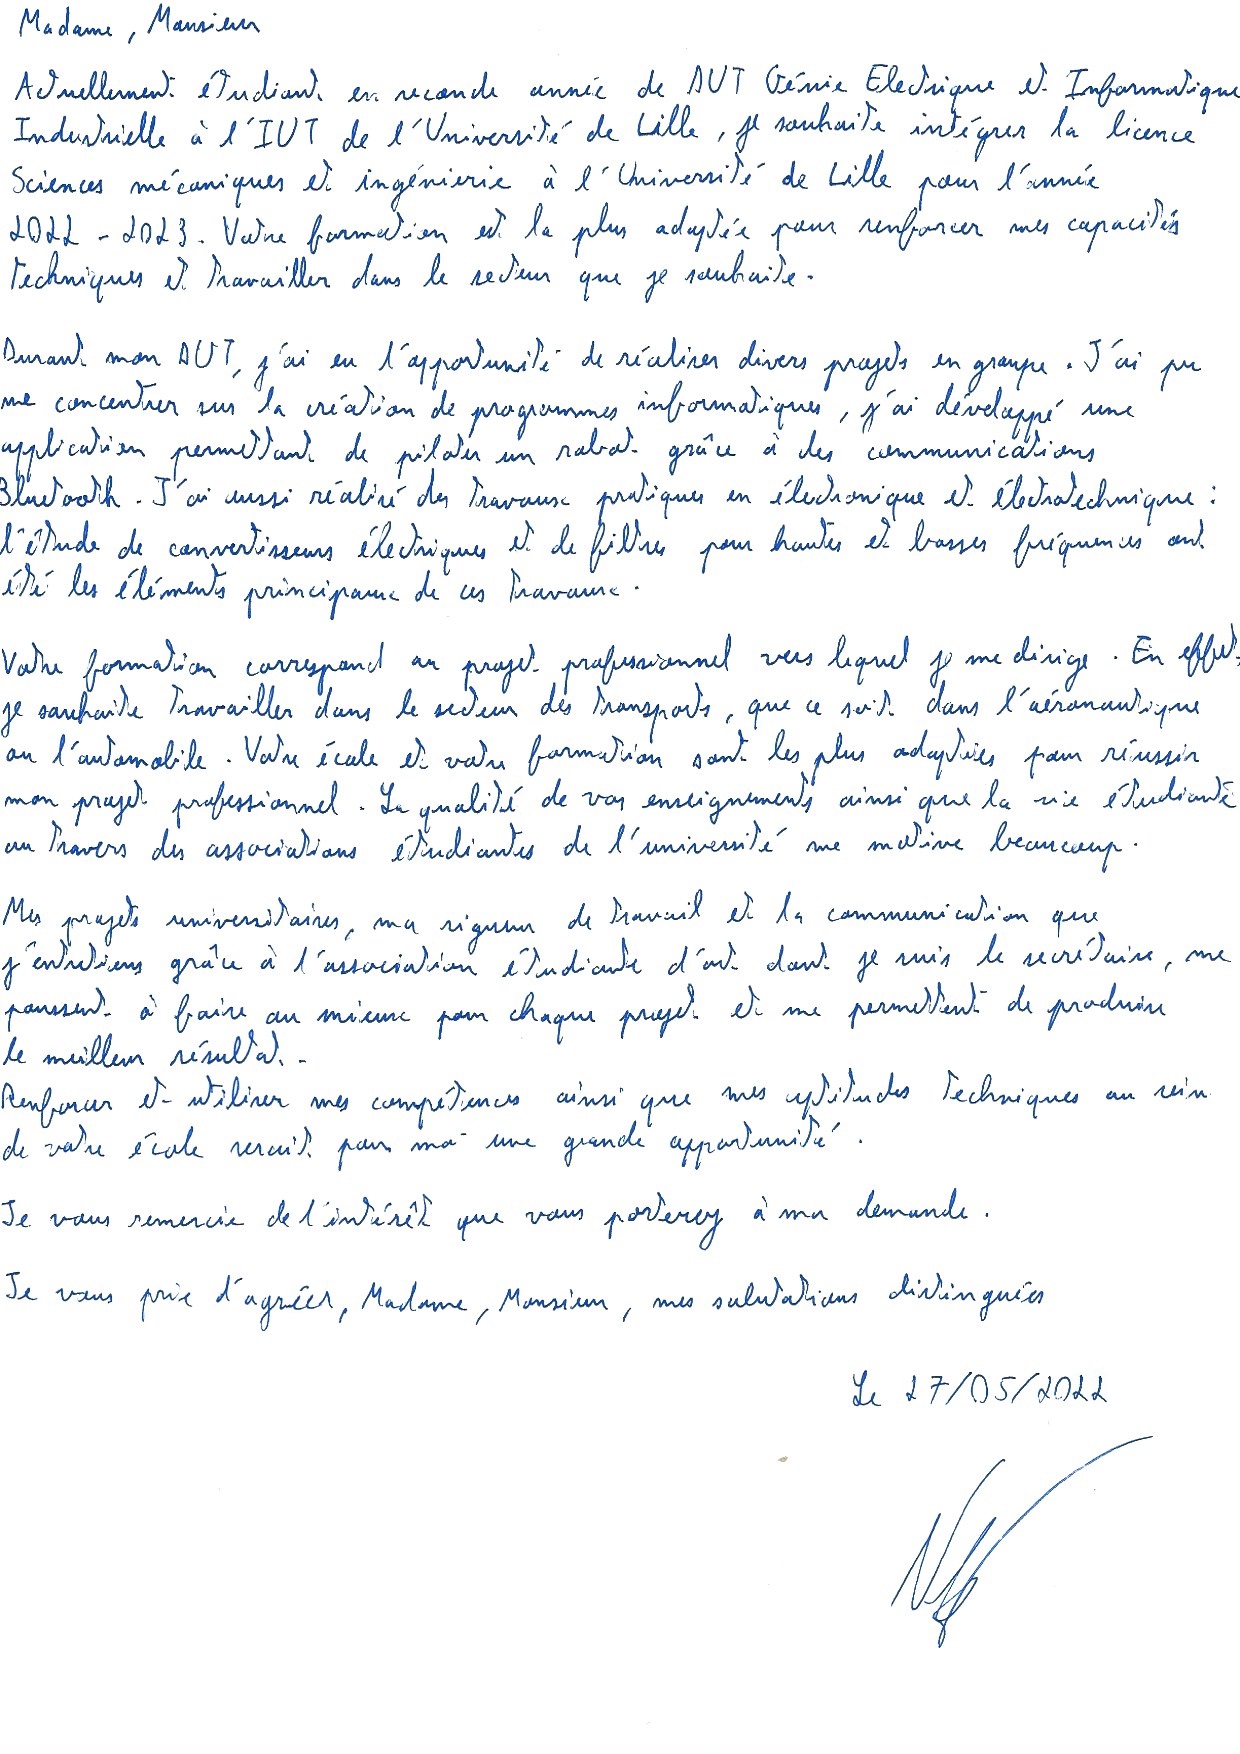 Madame, Monsieur
Actuellement étudiant en seconde année de DUT Génie Electrique et Informatique
Industrielle à l'IUT de l'Université de Lille, je souhaite intégrer la licence
Sciences mécaniques et ingénierie à l'Université de Lille pour l'année
2022 - 2023. Votre formation est la plus adaptée pour renforcer mes capacités
techniques et travailler dans le secteur que je souhaite.
Durant mon DUT, j'ai eu l'opportunité de réaliser divers projets en groupe. J'ai pu
me concentrer sur la création de programmes informatiques, j'ai développé une
application permettant de piloter un robot grâce à des communications
Bluetooth. J'ai aussi réalisé des travaux pratiques en électronique et électrotechnique :
l'étude de convertisseurs électriques et de filtres pour hautes et basses fréquences ont
été les éléments principaux de ces travaux.
Votre formation correspond au projet professionnel vers lequel je me dirige. En effet,
je souhaite travailler dans le secteur des transports, que ce soit dans l'aéronautique
ou l'automobile. Votre école et votre formation sont les plus adaptées pour réussir
mon projet professionnel. La qualité de vos enseignements ainsi que la vie étudiante
au travers des associations étudiantes de l'université me motive beaucoup.
Mes projets universitaires, ma rigueur de travail et la communication que
j'entretiens grâce à l'association étudiante d'art dont je suis le secrétaire, me
poussent à faire au mieux pour chaque projet et me permettent de produire
le meilleur résultat.
Renforcer et utiliser mes compétences ainsi que mes aptitudes techniques au sein
de votre école serait pour moi une grande opportunité.
Je vous remercie de l'intérêt que vous porterez à ma demande.
Je vous prie d'agréer, Madame, Monsieur, mes salutations distinguées
Le 27/05/2022